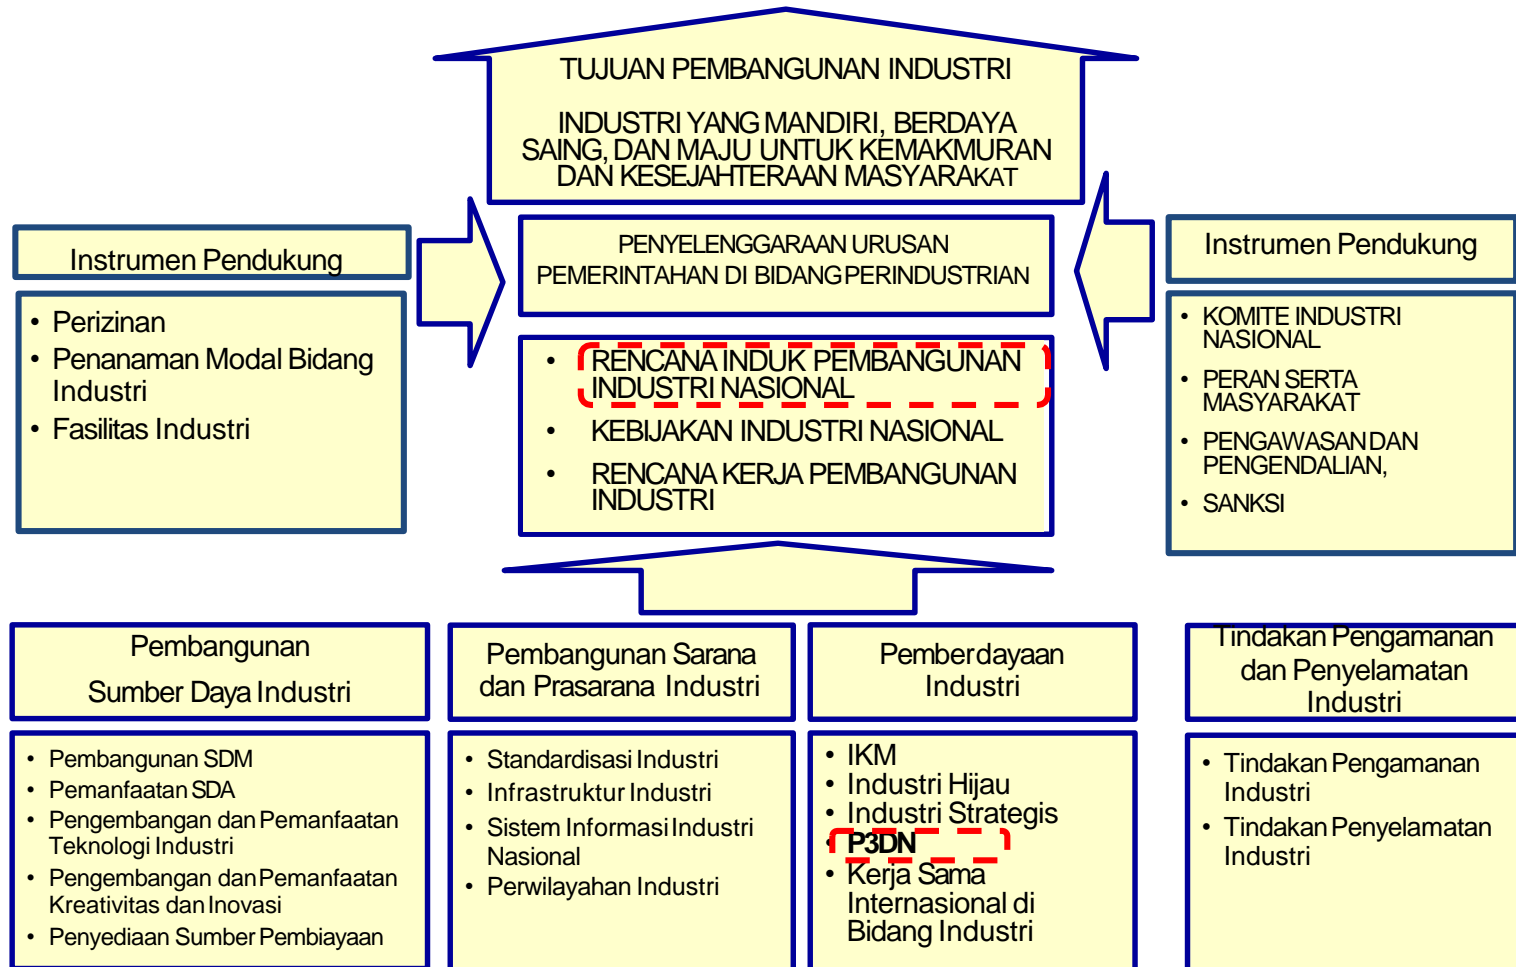 TUJUAN PEMBANGUNAN INDUSTRI
INDUSTRI YANG MANDIRI, BERDAYA
SAING, DAN MAJU UNTUK KEMAKMURAN
DAN KESEJAHTERAAN MASYARAKAT
Instrumen Pendukung
• Perizinan
• Penanaman Modal Bidang
Industri
• Fasilitas Industri
PENYELENGGARAAN URUSAN
PEMERINTAHAN DI BIDANG PERINDUSTRIAN
• RENCANA INDUK PEMBANGUNAN
INDUSTRI NASIONAL
• KEBIJAKAN INDUSTRI NASIONAL
• RENCANA KERJA PEMBANGUNAN
INDUSTRI
Instrumen Pendukung
• KOMITE INDUSTRI
NASIONAL
• PERAN SERTA
MASYARAKAT
• PENGAWASAN DAN
PENGENDALIAN,
• SANKSI
Pembangunan
Sumber Daya Industri
• Pembangunan SDM
• Pemanfaatan SDA
• Pengembangan dan Pemanfaatan
Teknologi Industri
• Pengembangan dan Pemanfaatan
Kreativitas dan Inovasi
• Penyediaan Sumber Pembiayaan
Pembangunan Sarana
dan Prasarana Industri
• Standardisasi Industri
• Infrastruktur Industri
• Sistem Informasi Industri
Nasional
• Perwilayahan Industri
Pemberdayaan
Industri
• IKM
• Industri Hijau
• Industri Strategis
• P3DN
• Kerja Sama
Internasional di
Bidang Industri
Tindakan Pengamanan
dan Penyelamatan
Industri
• Tindakan Pengamanan
Industri
• Tindakan Penyelamatan
Industri